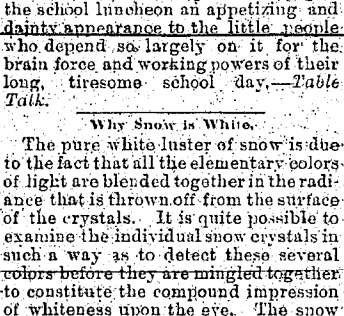 the school luncheon an appetizing and
dainty appearance to the little people
who depend so largely on it for the
brain force and working powers of their
long, tiresome school day.—Table
Talk.
Why Snow is White.
The pure white luster of snow is due
to the fact that all the elementary colors
of light are blended together in the radi-
ance that is thrown off from the surface
of the crystals. It is quite possible to
examine the individual snow crystals in
such a way as to detect these several
colors before they are mingled together
to constitute the compound impression
of whiteness upon the eye. The snow